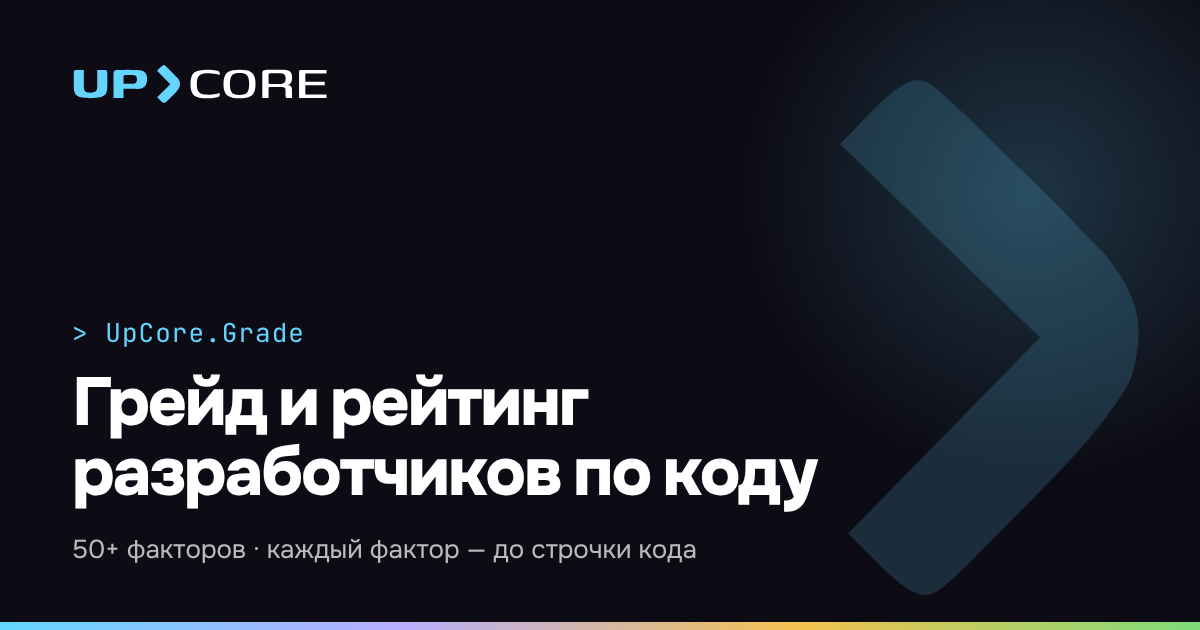 UP CORE
> UpCore.Grade
Грейд и рейтинг
разработчиков по коду
50+ факторов · каждый фактор — до строчки кода